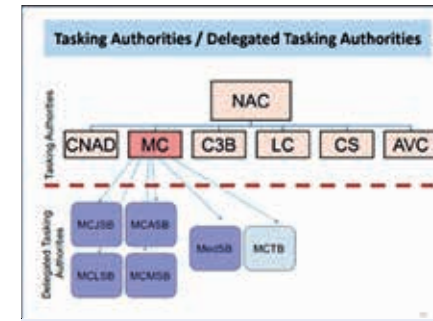 Tasking Authorities / Delegated Tasking Authorities
Tasking Authorities
NAC
CNAD MC C3B LC CS AVC
Delegated Tasking
Authorities
MCJSB MCASB
MedSB MCTB
MCLSB MCMSB